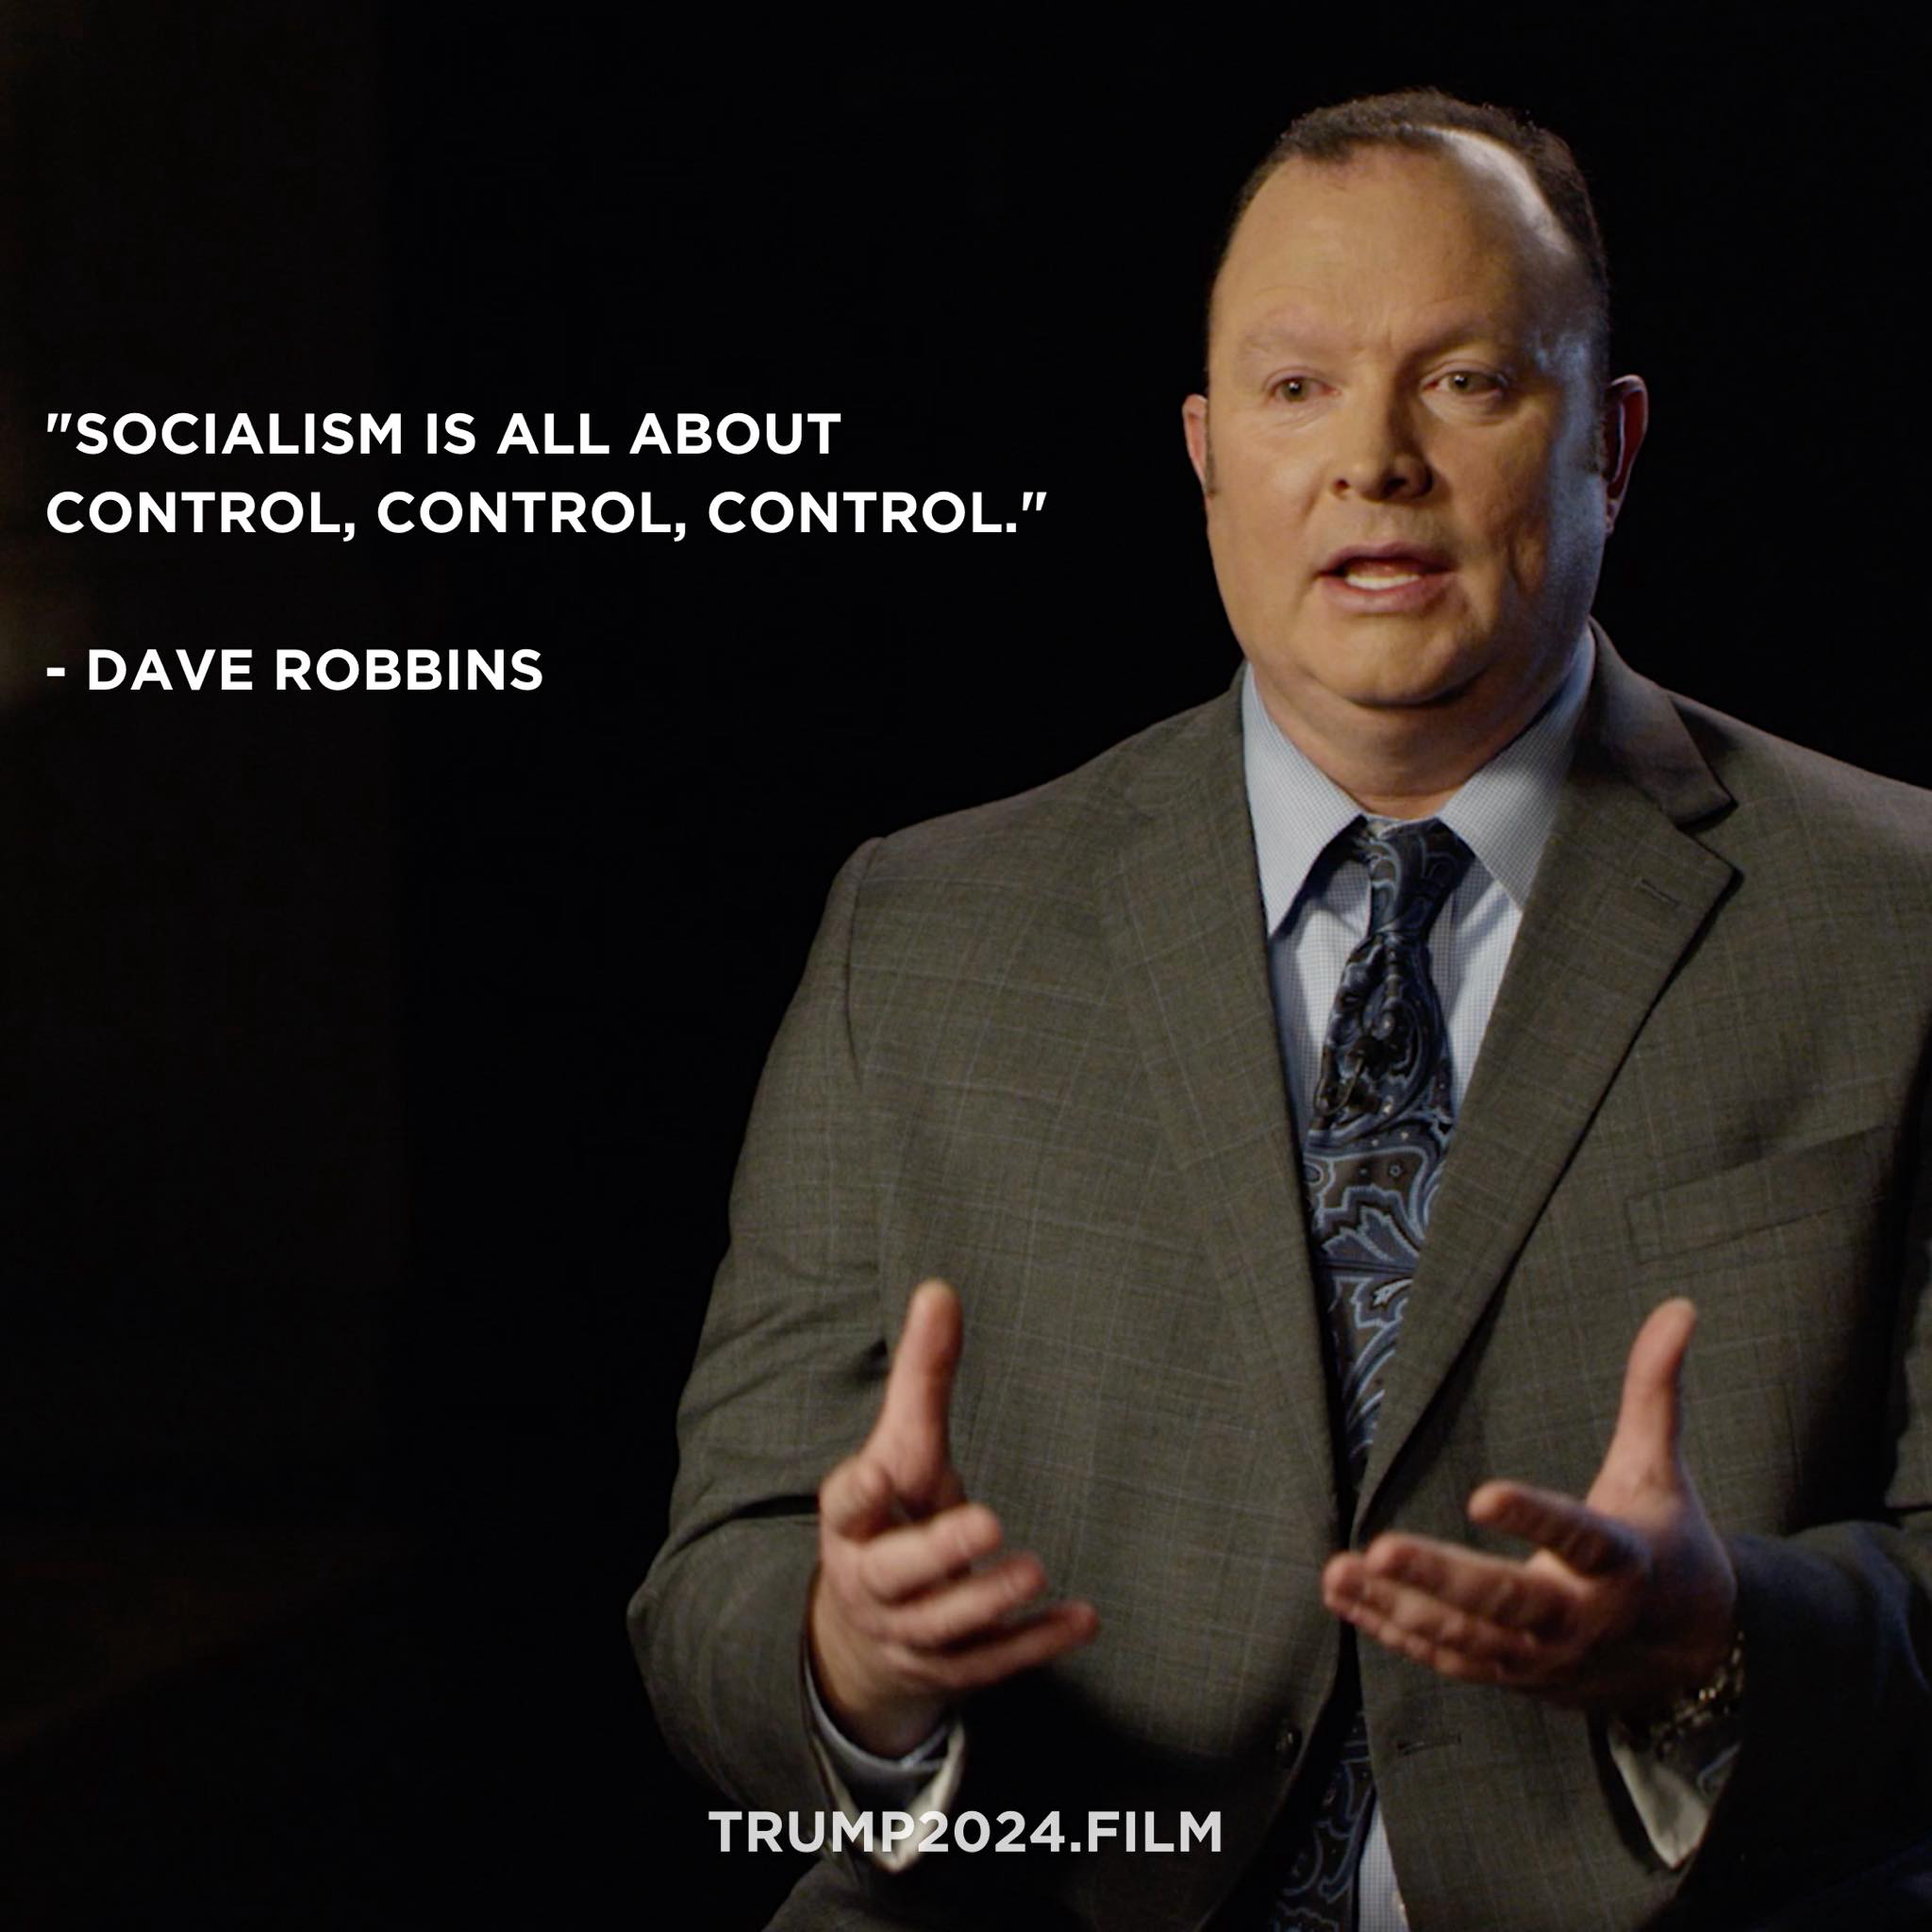 "SOCIALISM IS ALL ABOUT
CONTROL, CONTROL, CONTROL."
- DAVE ROBBINS
TRUMP2024.FILM